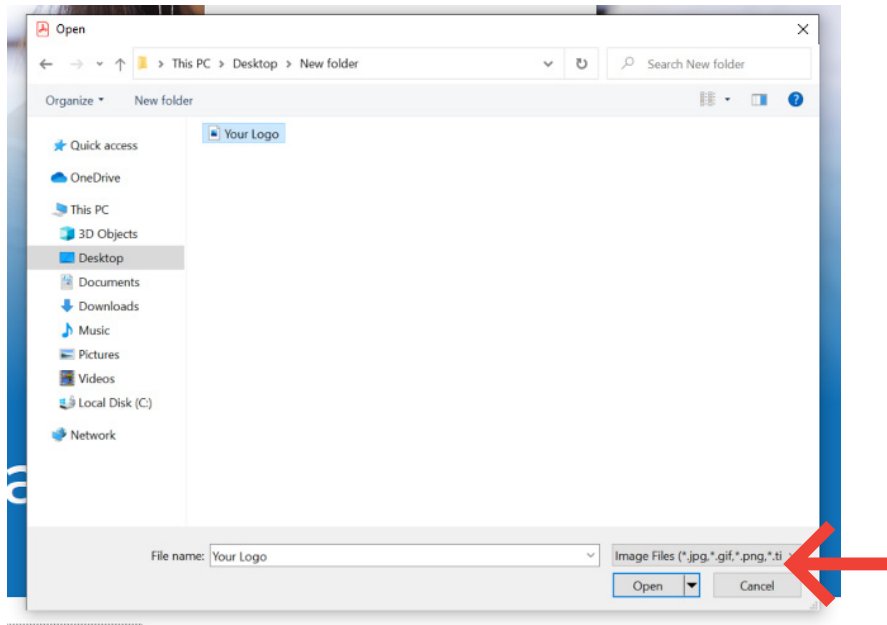 Open
This PC > Desktop > New folder
Search New folder
Organize
New folder
Your Logo
Quick access
OneDrive
This PC
3D Objects
Desktop
Documents
Downloads
Music
Pictures
Videos
Local Disk (C:)
Network
File name: Your Logo
Image Files (*.jpg,*.gif,*.png,*.ti
Open
Cancel